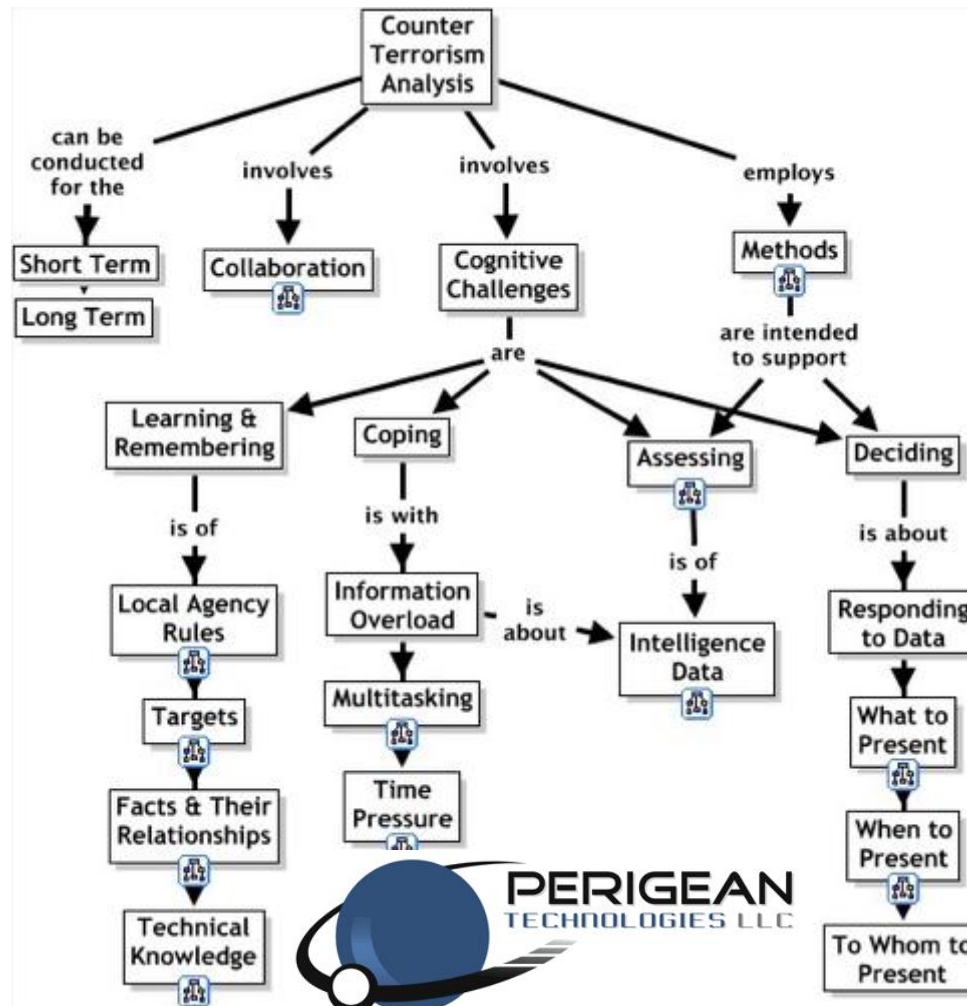 Counter
Terrorism
Analysis
can be
conducted
for the
involves
involves
employs
Short Term
Long Term
Collaboration
Cognitive
Challenges
Methods
are
are intended
to support
Learning &
Remembering
Coping
Assessing
Deciding
is of
is with
is of
is about
Local Agency
Rules
Information
Overload
is
about
Intelligence
Data
Responding
to Data
Targets
Multitasking
What to
Present
Facts & Their
Relationships
Time
Pressure
When to
Present
Technical
Knowledge
To Whom to
Present
PERIGEAN
TECHNOLOGIES LLC